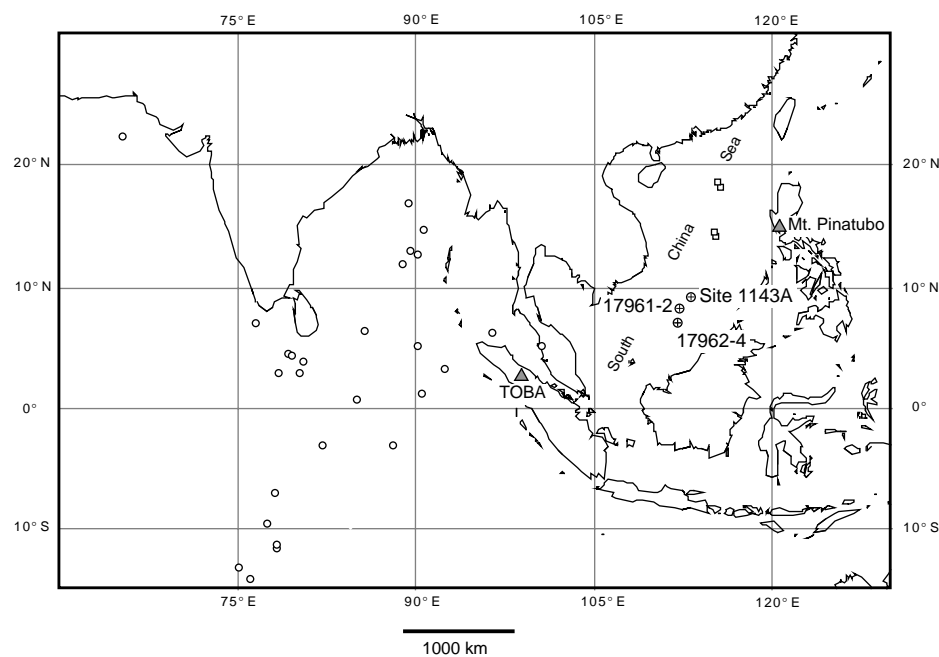 75° E 90° E 105° E 120° E
Sea
20° N 20° N
Mt. Pinatubo
China
10° N 10° N
Site 1143A
17961-2
17962-4
South
TOBA
0° 0°
10° S 10° S
75° E 90° E 105° E 120° E
1000 km